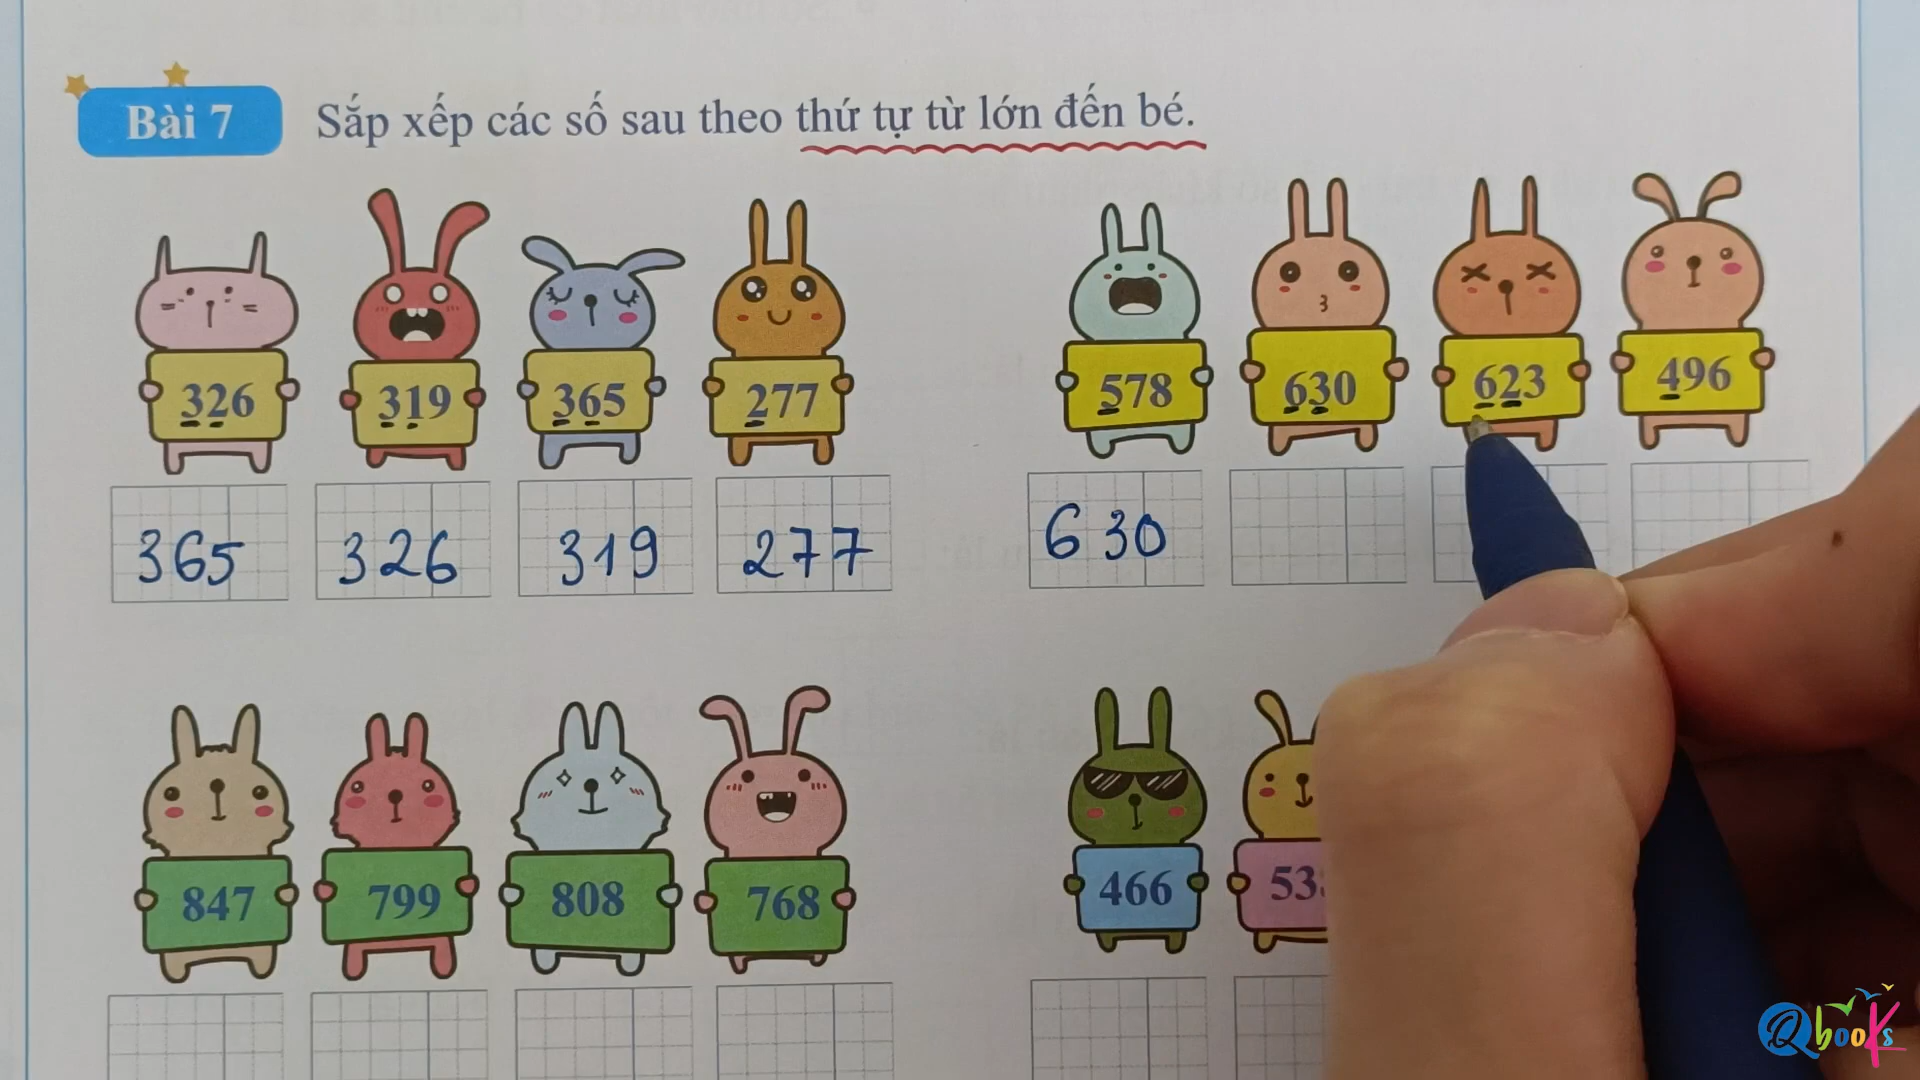 Bài 7 Sắp xếp các số sau theo thứ tự từ lớn đến bé.
326 319 365 277
578 630 623 496
365 326 319 277
630
847 799 808 768
466
Qbooks